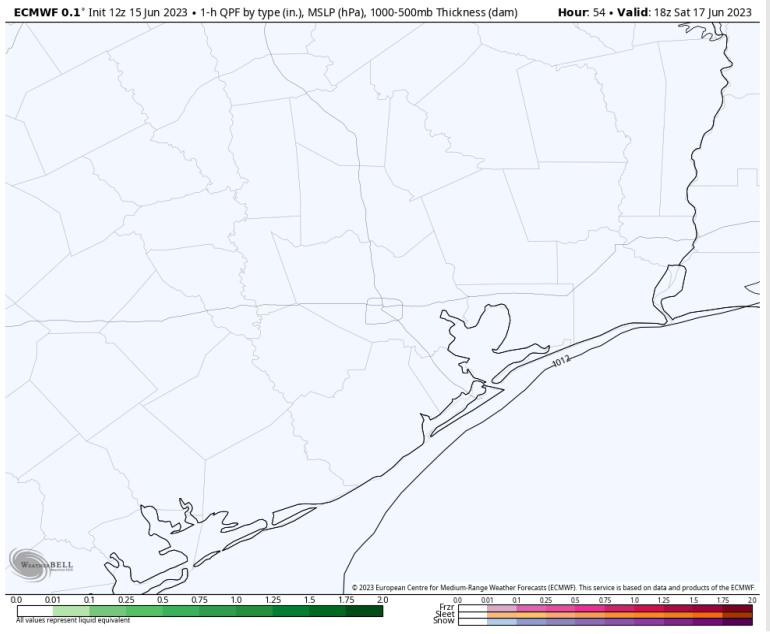 ECMWF 0.1° Init 12z 15 Jun 2023 • 1-h QPF by type (in.), MSLP (hPa), 1000-500mb Thickness (dam) Hour: 54 • Valid: 18z Sat 17 Jun 2023
1012
WEATHERBELL
© 2023 European Centre for Medium-Range Weather Forecasts (ECMWF). This service is based on data and products of the ECMWF.
0.0 0.01 0.1 0.25 0.5 0.75 1.0 1.25 1.5 1.75 2.0
All values represent liquid equivalent
0.0 0.01 0.1 0.25 0.5 0.75 1.0 1.25 1.5 1.75 2.0
Frzr
Sleet
Snow